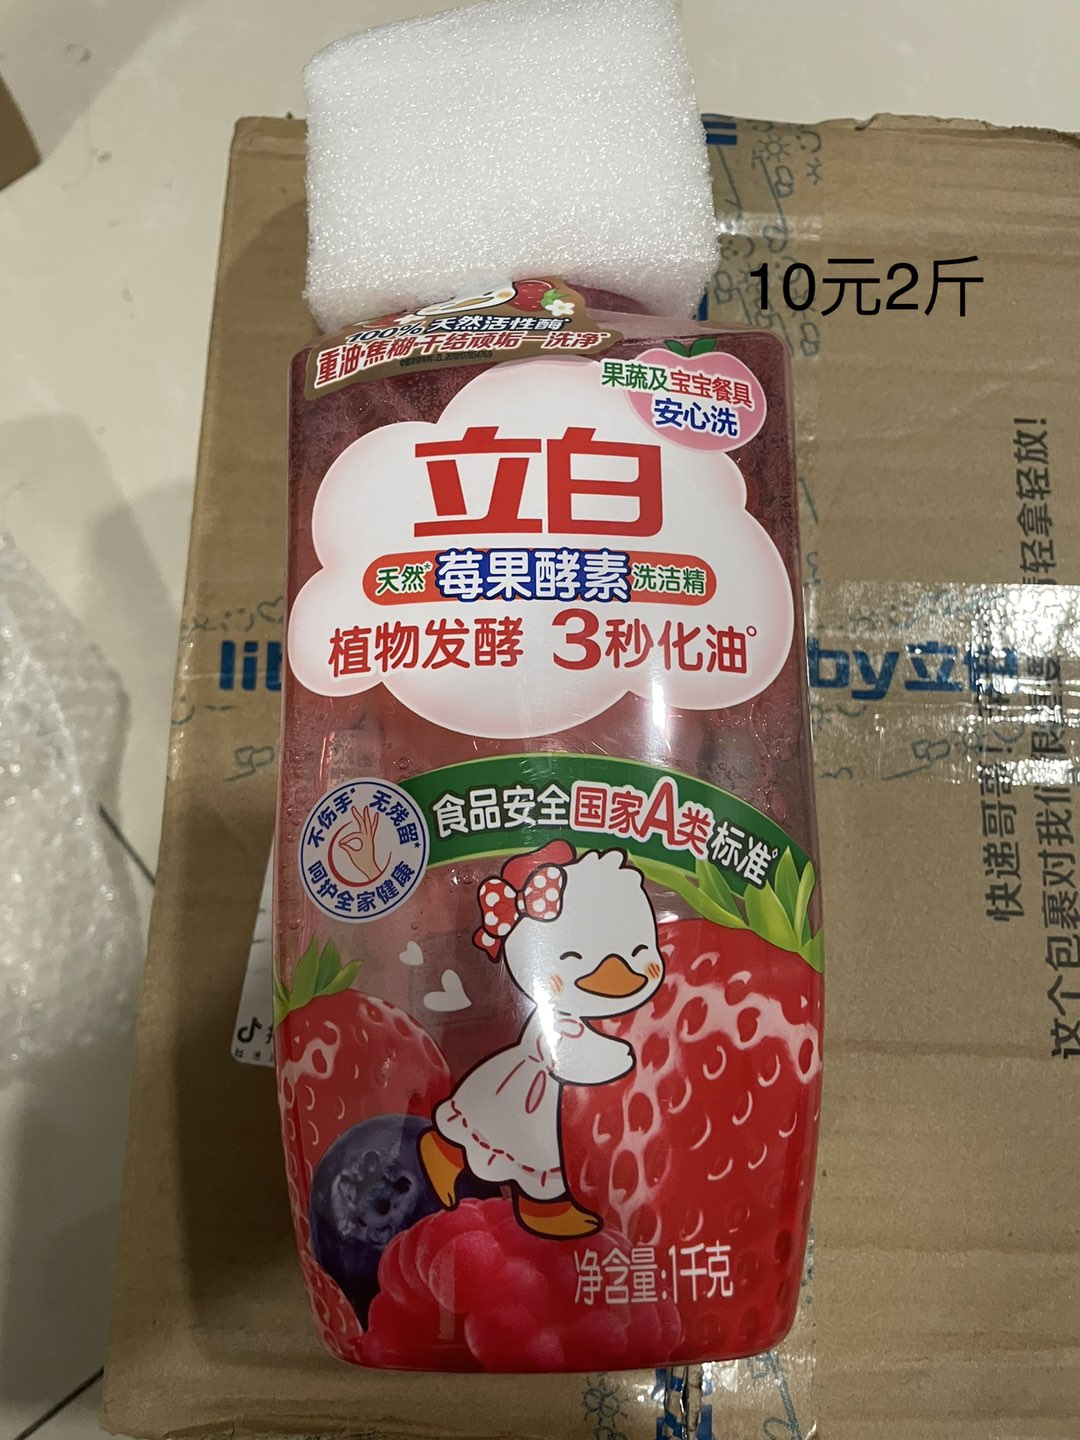 10元2斤
100%天然活性酶*
重油·焦糊·干结顽垢一洗净*
果蔬及宝宝餐具
安心洗
立白
天然*莓果酵素洗洁精
植物发酵 3秒化油°
不伤手*无残留*
呵护全家健康
食品安全国家A类标准°
净含量:1千克
by立白
快递哥哥!
轻拿轻放!
这个包裹对我们很重要